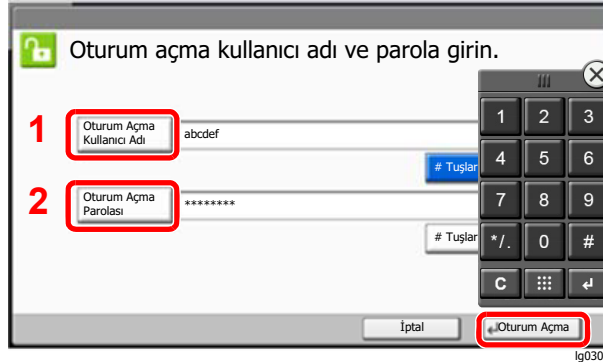 Oturum açma kullanıcı adı ve parola girin.
1
Oturum Açma
Kullanıcı Adı
abcdef
# Tuşlar
2
Oturum Açma
Parolası
********
# Tuşlar
1 2 3
4 5 6
7 8 9
*/. 0 #
C
İptal
Oturum Açma
lg030